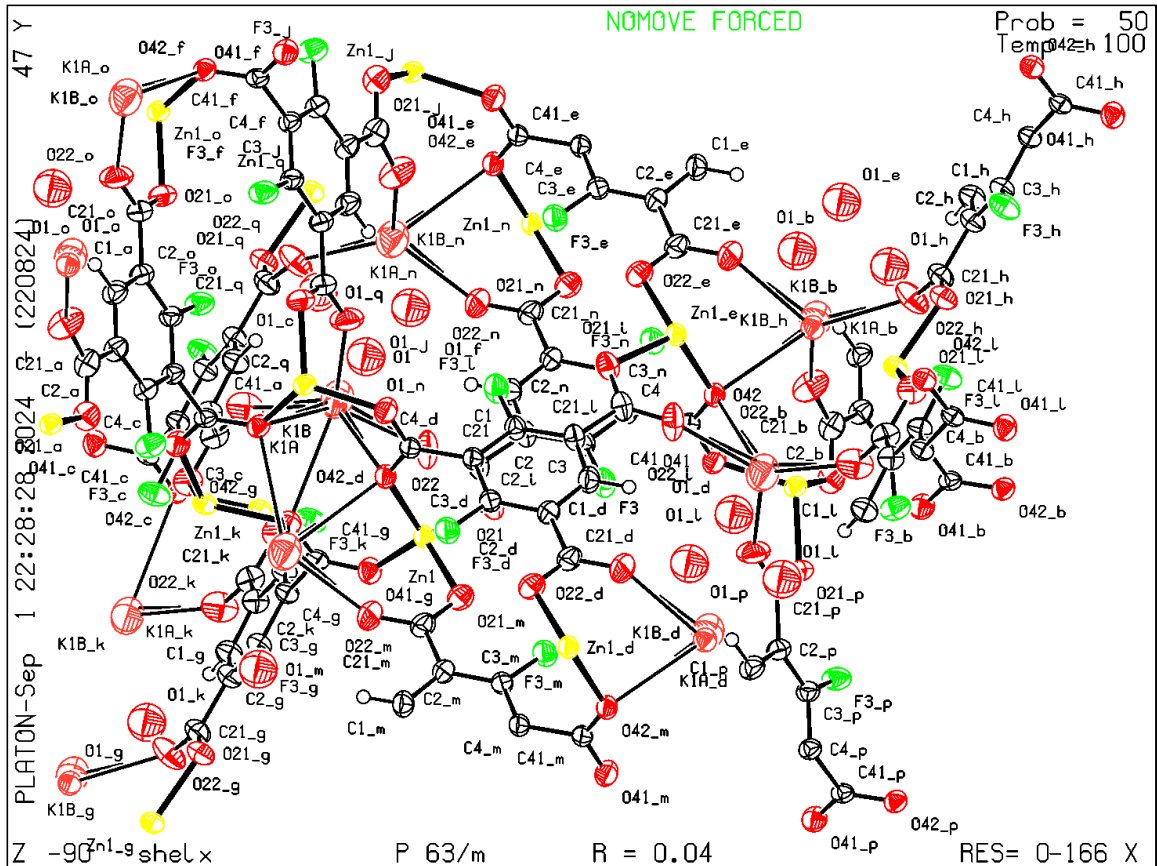 NOMOVE FORCED
Prob = 50
Temp = 100
47 Y
PLATON-Sep 1 22:28:28 2024 (220824)
F3_j
O42_f
O41_f
Zn1_j
O42_h
K1A_o
K1B_o
C41_f
O21_j
C41_e
C41_h
C4_f
O41_e
O42_e
C4_h
Zn1_o
C3_j
F3_f
Zn1_q
C1_e
O41_h
O22_o
C4_e
C3_e
C2_e
C1_h
C2_h
C3_h
O1_e
C21_o
O21_o
O22_q
O1_b
O1_o
O1_a
K1B_n
Zn1_n
F3_e
C21_e
F3_h
O1_h
C1_a
C2_o
O21_q
F3_o
K1A_n
O22_e
C21_h
C21_q
O21_n
K1B_b
O21_h
O1_q
C21_n
Zn1_e
K1B_h
K1A_b
O1_c
O22_n
O21_i
O22_h
O1_j
O1_f
F3_n
O42_l
C21_a
C2_q
F3_l
C3_n
O21_l
C2_a
C41_a
O1_n
C2_n
C4
O42
C41_l
C4_c
C4_d
C1
C21_l
O22_b
F3_l
O41_l
K1B
C21
C21_b
C4_b
O21_a
K1A
C2
C3
C2_b
O41_c
C3_c
O42_d
O22
C2_i
C41
O41
C41_b
C41_c
O42_g
O22_l
F3_c
C3_d
O1_d
C1_l
O42_b
O42_c
F3
Zn1_k
C41_g
O21
C1_d
O1_i
F3_b
O41_b
C21_k
F3_k
C2_d
F3_d
C21_d
O1_l
O22_k
Zn1
O41_g
O22_d
O1_p
O21_p
K1A_k
C4_g
O21_m
C21_p
K1B_k
C2_k
O22_m
Zn1_d
K1B_d
C1_g
C3_g
C21_m
C3_m
C2_p
O1_m
F3_m
K1A_d
O1_k
F3_g
C2_g
C2_m
F3_p
C3_p
C1_m
O42_m
C21_g
C4_m
C4_p
O1_g
O21_g
C41_m
C41_p
O22_g
O41_m
K1B_g
O42_p
Zn1_g
O41_p
Z -90 shelx P 63/m R = 0.04 RES= 0-166 X